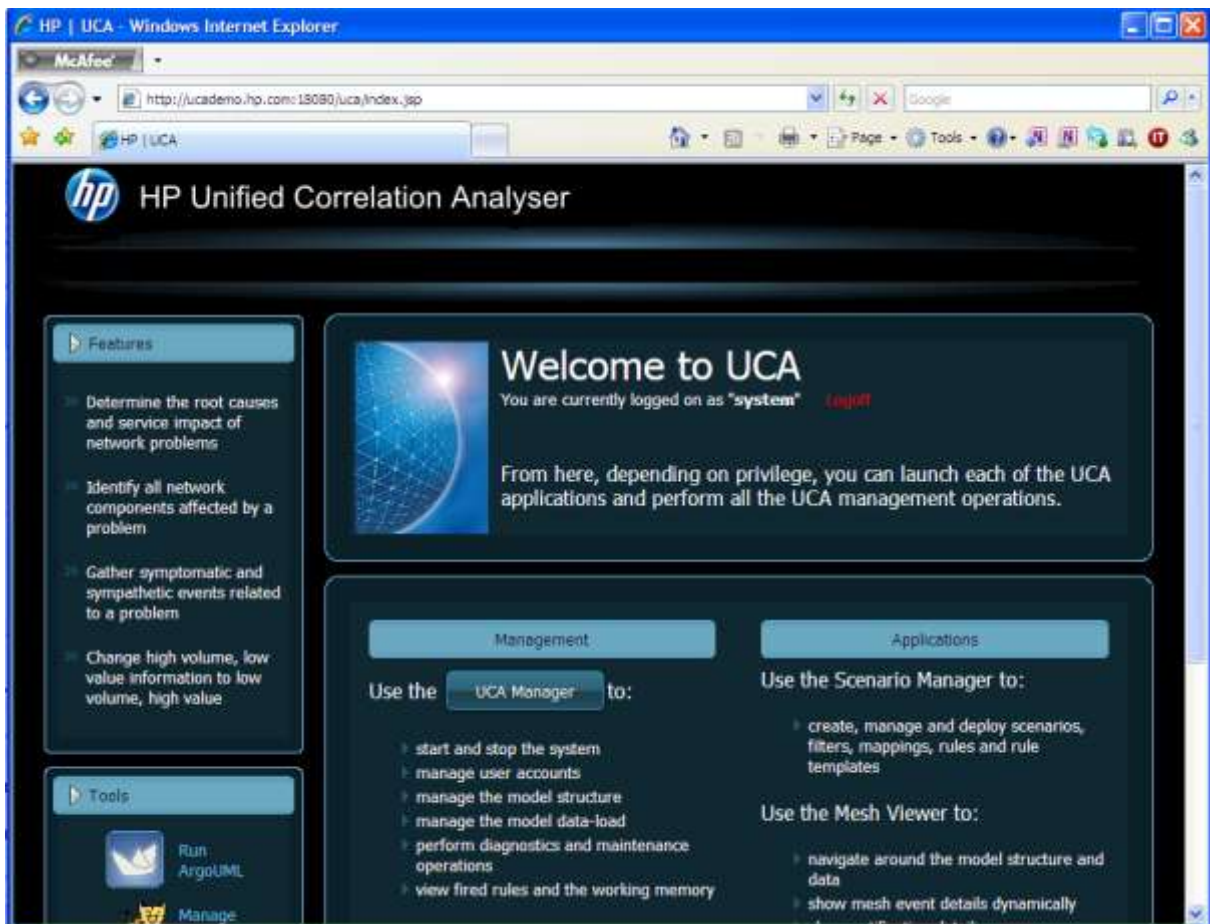 HP | UCA - Windows Internet Explorer
McAfee
http://ucademo.hp.com:18080/uca/index.jsp
Google
HP | UCA
Page
Tools
hp
HP Unified Correlation Analyser
Features
Determine the root causes
and service impact of
network problems
Identify all network
components affected by a
problem
Gather symptomatic and
sympathetic events related
to a problem
Change high volume, low
value information to low
volume, high value
Tools
Run
ArgoUML
Manage
Welcome to UCA
You are currently logged on as "system" Logoff
From here, depending on privilege, you can launch each of the UCA
applications and perform all the UCA management operations.
Management
Use the UCA Manager to:
start and stop the system
manage user accounts
manage the model structure
manage the model data-load
perform diagnostics and maintenance
operations
view fired rules and the working memory
Applications
Use the Scenario Manager to:
create, manage and deploy scenarios,
filters, mappings, rules and rule
templates
Use the Mesh Viewer to:
navigate around the model structure and
data
show mesh event details dynamically